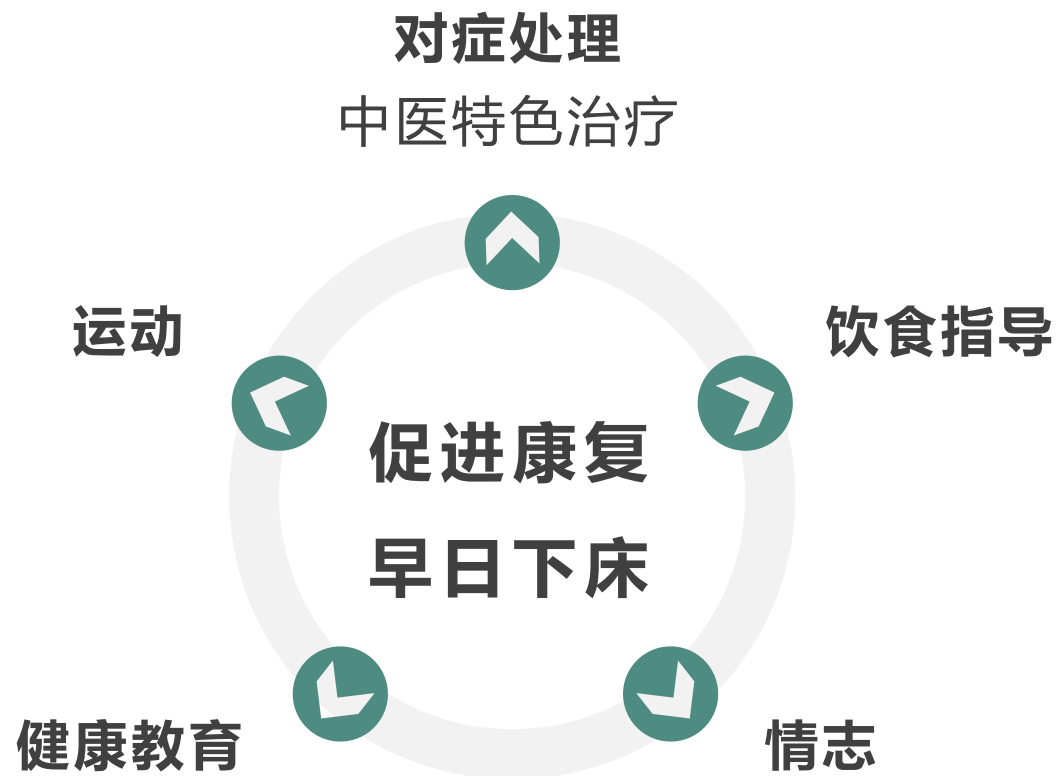 对症处理
中医特色治疗
运动
饮食指导
促进康复
早日下床
健康教育
情志